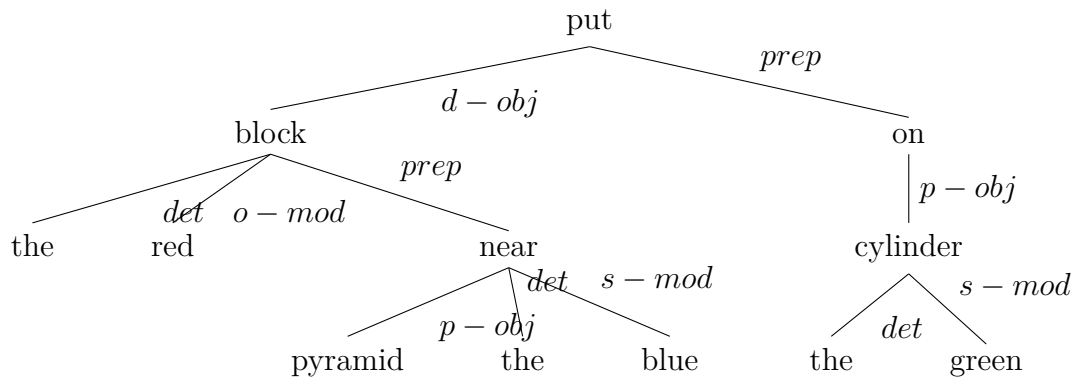 put
prep
d – obj
block
on
prep
p – obj
det o – mod
the red near cylinder
det s – mod s – mod
p – obj det
pyramid the blue the green